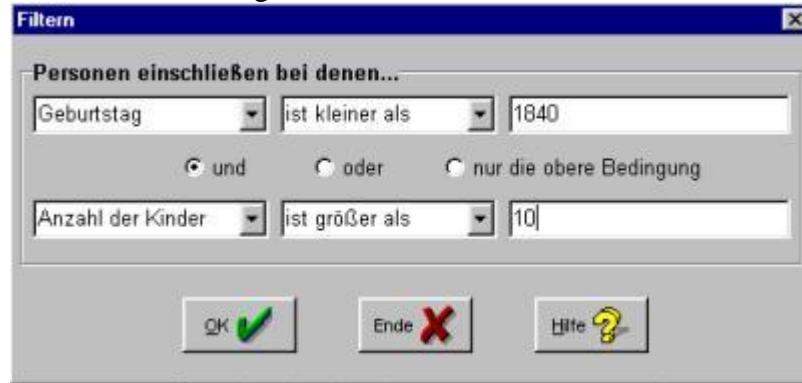 Filtern
Personen einschließen bei denen...
Geburtstag ist kleiner als 1840
und oder nur die obere Bedingung
Anzahl der Kinder ist größer als 10
OK Ende Hilfe